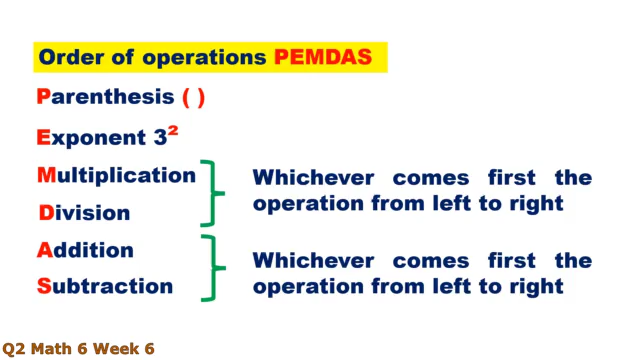 Order of operations PEMDAS
Parenthesis ( )
Exponent 3²
Multiplication
Division
Whichever comes first the
operation from left to right
Addition
Subtraction
Whichever comes first the
operation from left to right
Q2 Math 6 Week 6